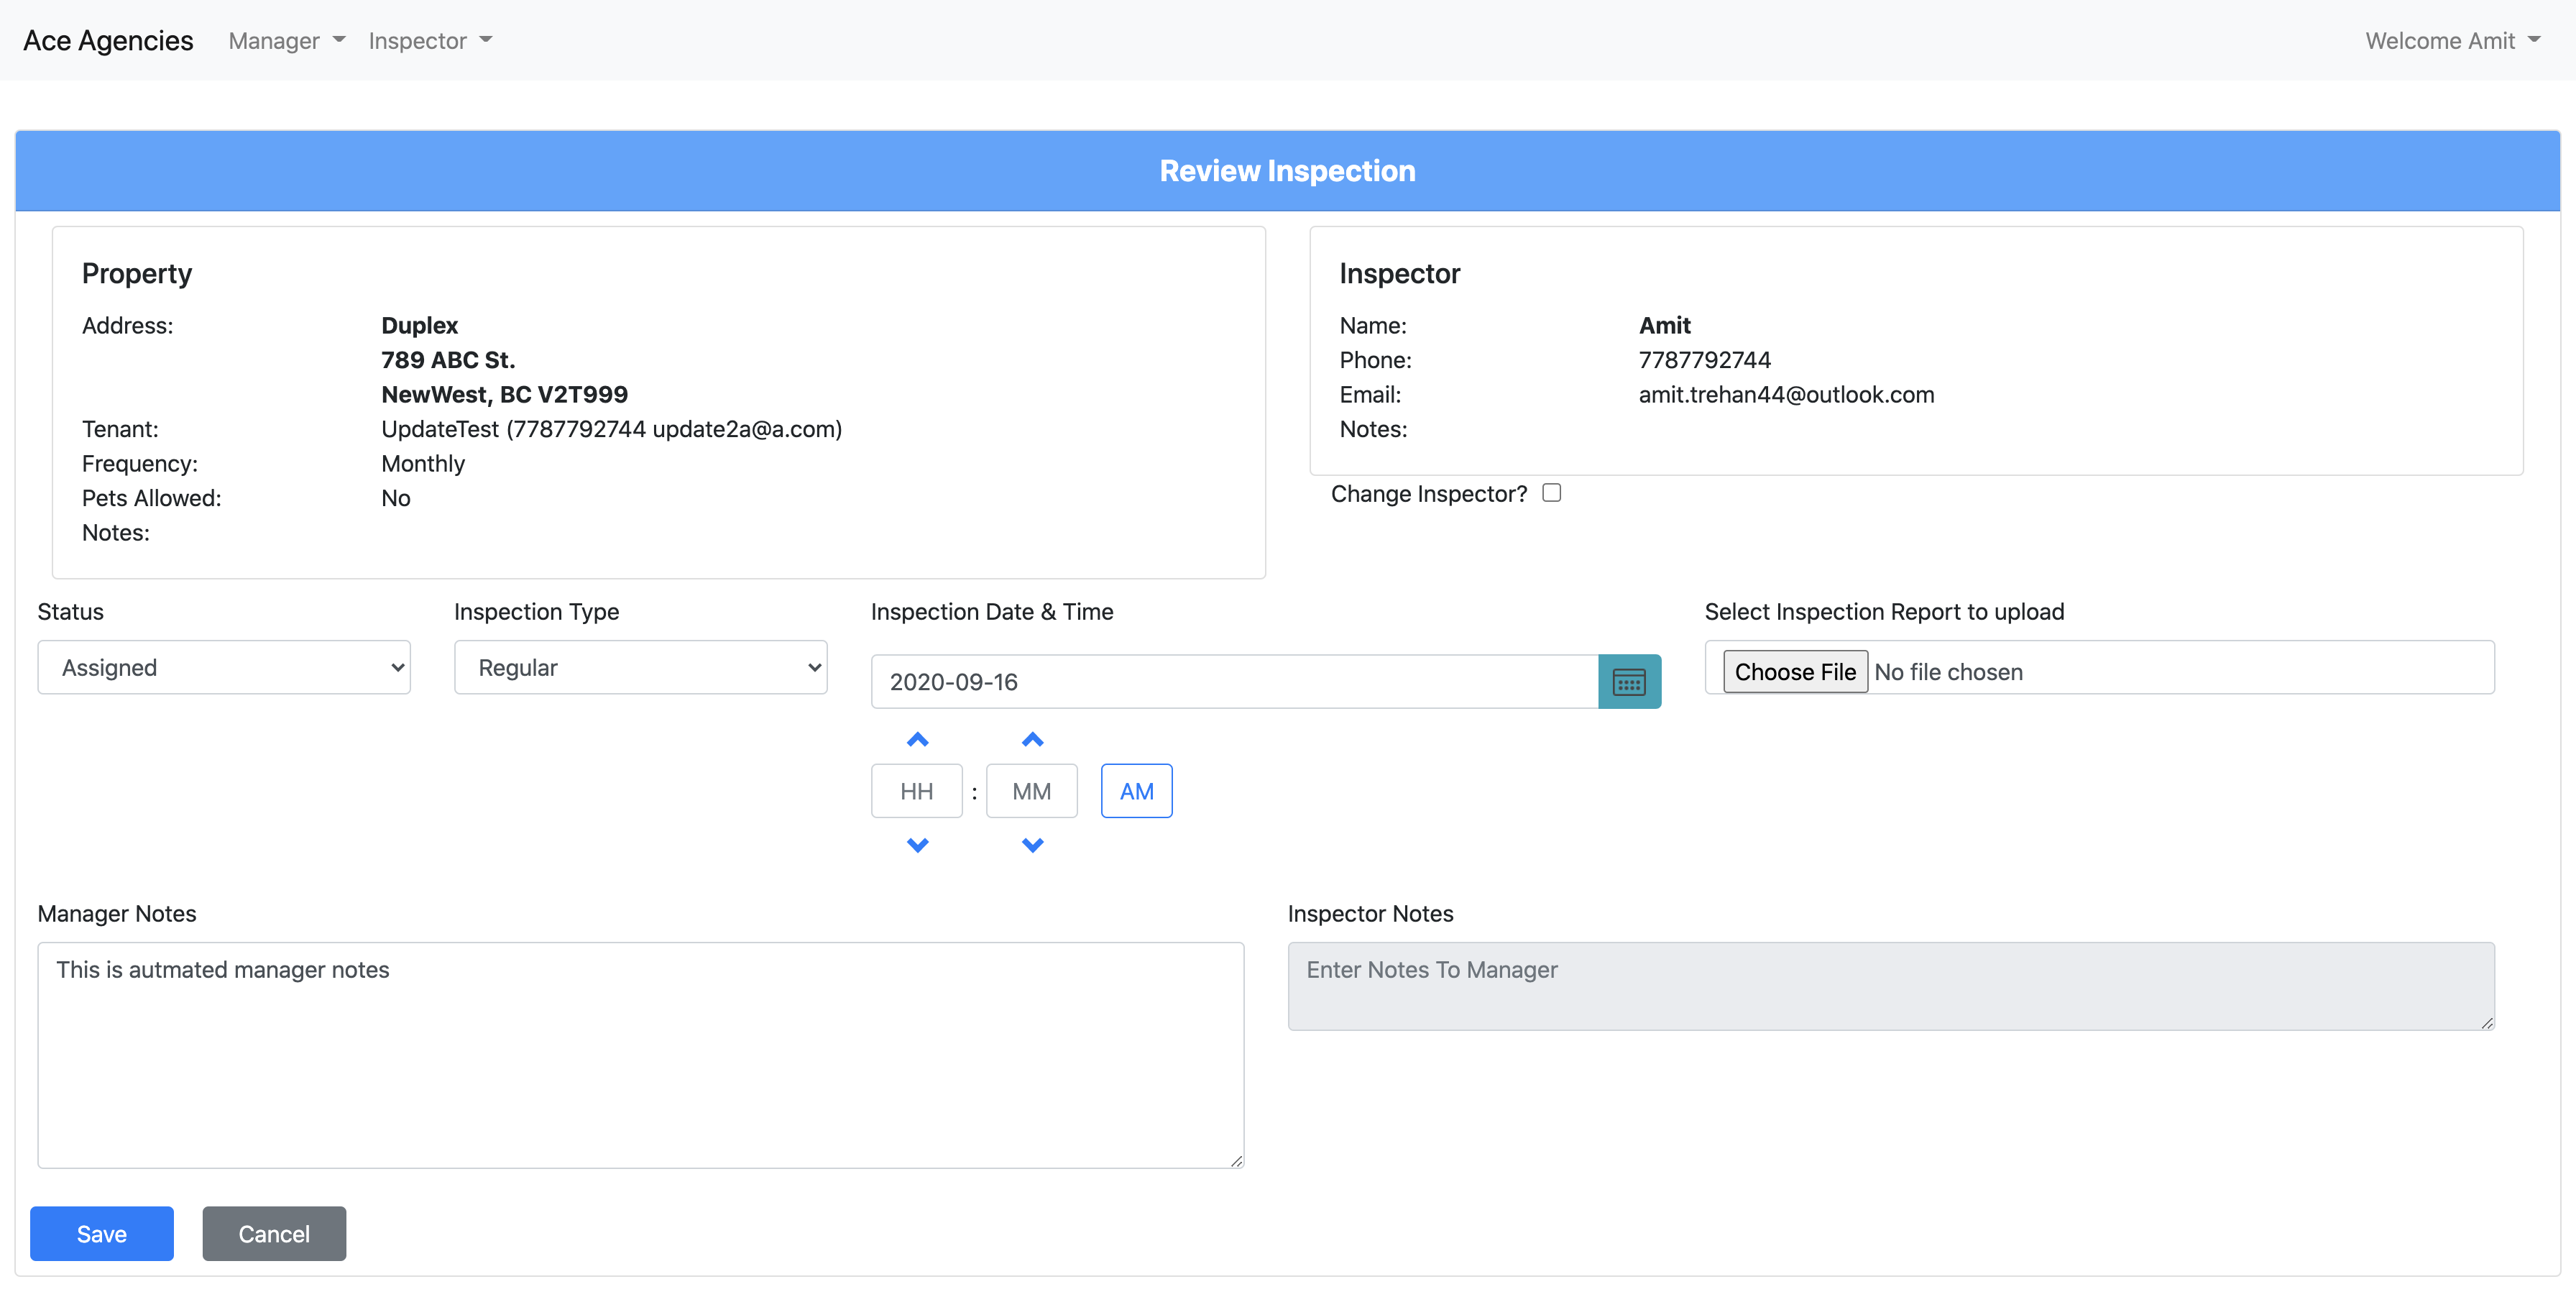 Ace Agencies Manager Inspector Welcome Amit
Review Inspection
Property
Address: Duplex
789 ABC St.
NewWest, BC V2T999
Tenant: UpdateTest (7787792744 update2a@a.com)
Frequency: Monthly
Pets Allowed: No
Notes:
Inspector
Name: Amit
Phone: 7787792744
Email: amit.trehan44@outlook.com
Notes:
Change Inspector?
Status
Assigned
Inspection Type
Regular
Inspection Date & Time
2020-09-16
HH : MM AM
Select Inspection Report to upload
Choose File No file chosen
Manager Notes
This is autmated manager notes
Inspector Notes
Enter Notes To Manager
Save Cancel